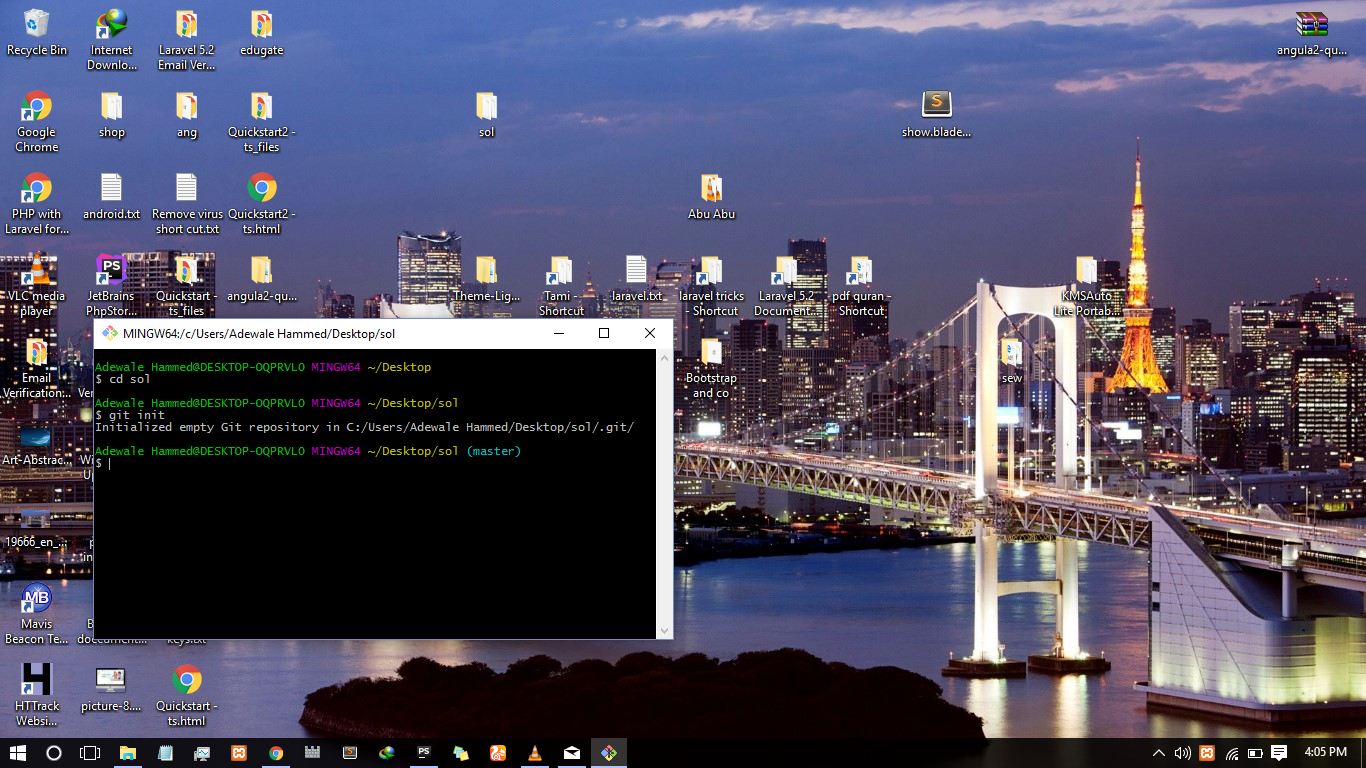 Recycle Bin
Internet
Downlo...
Laravel 5.2
Email Ver...
edugate
angula2-qu...
Google
Chrome
shop
ang
Quickstart2 -
ts_files
sol
show.blade...
PHP with
Laravel for...
android.txt
Remove virus
short cut.txt
Quickstart2 -
ts.html
Abu Abu
VLC media
player
JetBrains
PhpStor...
Quickstart -
ts_files
angula2-qu...
Theme-Lig...
Tami -
Shortcut
laravel.txt
laravel tricks
- Shortcut
Laravel 5.2
Document...
pdf quran -
Shortcut
KMSAuto
Lite Portab...
MINGW64:/c/Users/Adewale Hammed/Desktop/sol
Adewale Hammed@DESKTOP-OQPRVLO MINGW64 ~/Desktop
$ cd sol
Adewale Hammed@DESKTOP-OQPRVLO MINGW64 ~/Desktop/sol
$ git init
Initialized empty Git repository in C:/Users/Adewale Hammed/Desktop/sol/.git/
Adewale Hammed@DESKTOP-OQPRVLO MINGW64 ~/Desktop/sol (master)
$
Email
Verification:...
Bootstrap
and co
sew
Art-Abstrac...
19666_en_...
Mavis
Beacon Te...
document...
keys.txt
HTTrack
Websi...
picture-8....
Quickstart -
ts.html
4:05 PM